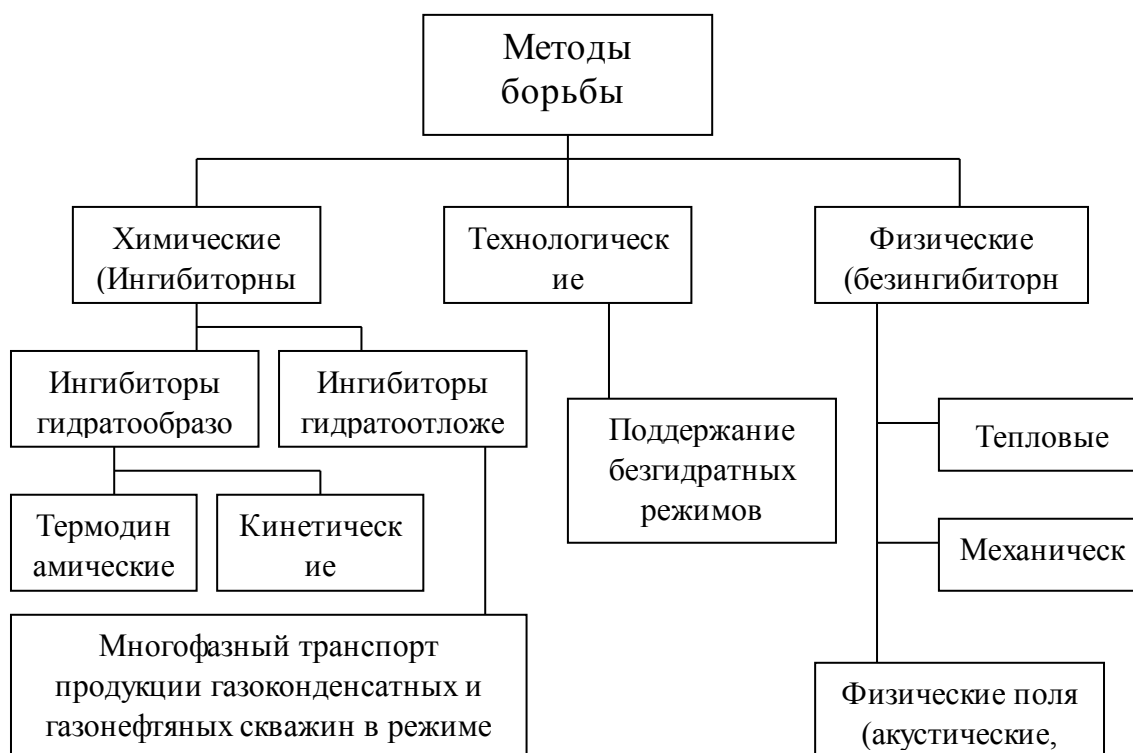 Методы
борьбы
Химические
(Ингибиторны
Технологическ
ие
Физические
(безингибиторн
Ингибиторы
гидратообразо
Ингибиторы
гидратоотложе
Поддержание
безгидратных
режимов
Тепловые
Термодин
амические
Кинетическ
ие
Механическ
Многофазный транспорт
продукции газоконденсатных и
газонефтяных скважин в режиме
Физические поля
(акустические,